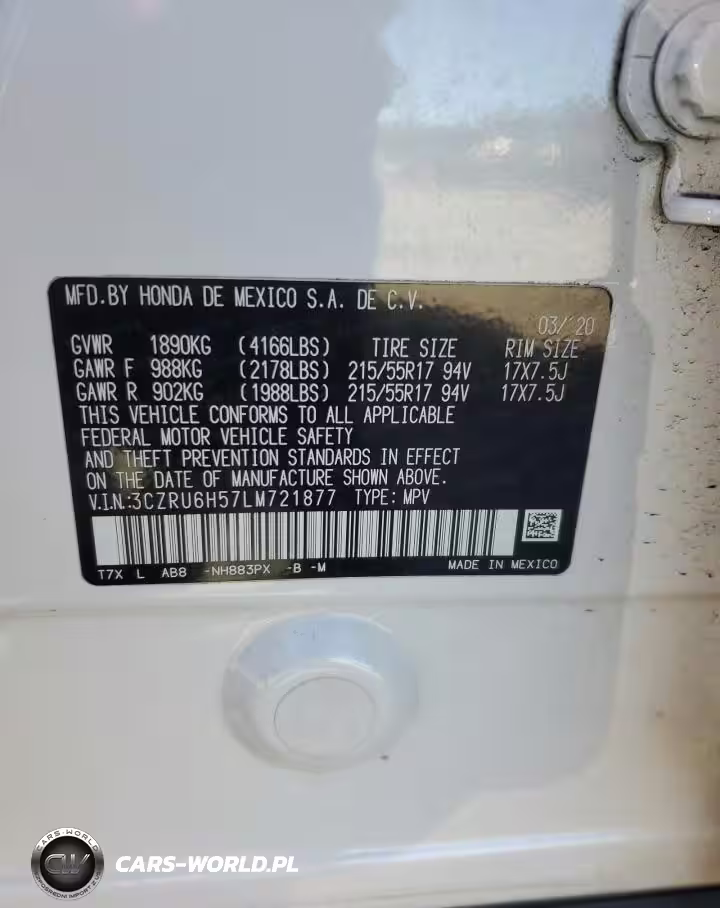 MFD.BY HONDA DE MEXICO S.A. DE C.V.
03/ 20
GVWR 1890KG (4166LBS) TIRE SIZE RIM SIZE
GAWR F 988KG (2178LBS) 215/55R17 94V 17X7.5J
GAWR R 902KG (1988LBS) 215/55R17 94V 17X7.5J
THIS VEHICLE CONFORMS TO ALL APPLICABLE
FEDERAL MOTOR VEHICLE SAFETY
AND THEFT PREVENTION STANDARDS IN EFFECT
ON THE DATE OF MANUFACTURE SHOWN ABOVE.
V.I.N:3CZRU6H57LM721877 TYPE: MPV
T7X L AB8 -NH883PX -B -M MADE IN MEXICO
CARS-WORLD
CW
CARS-WORLD.PL